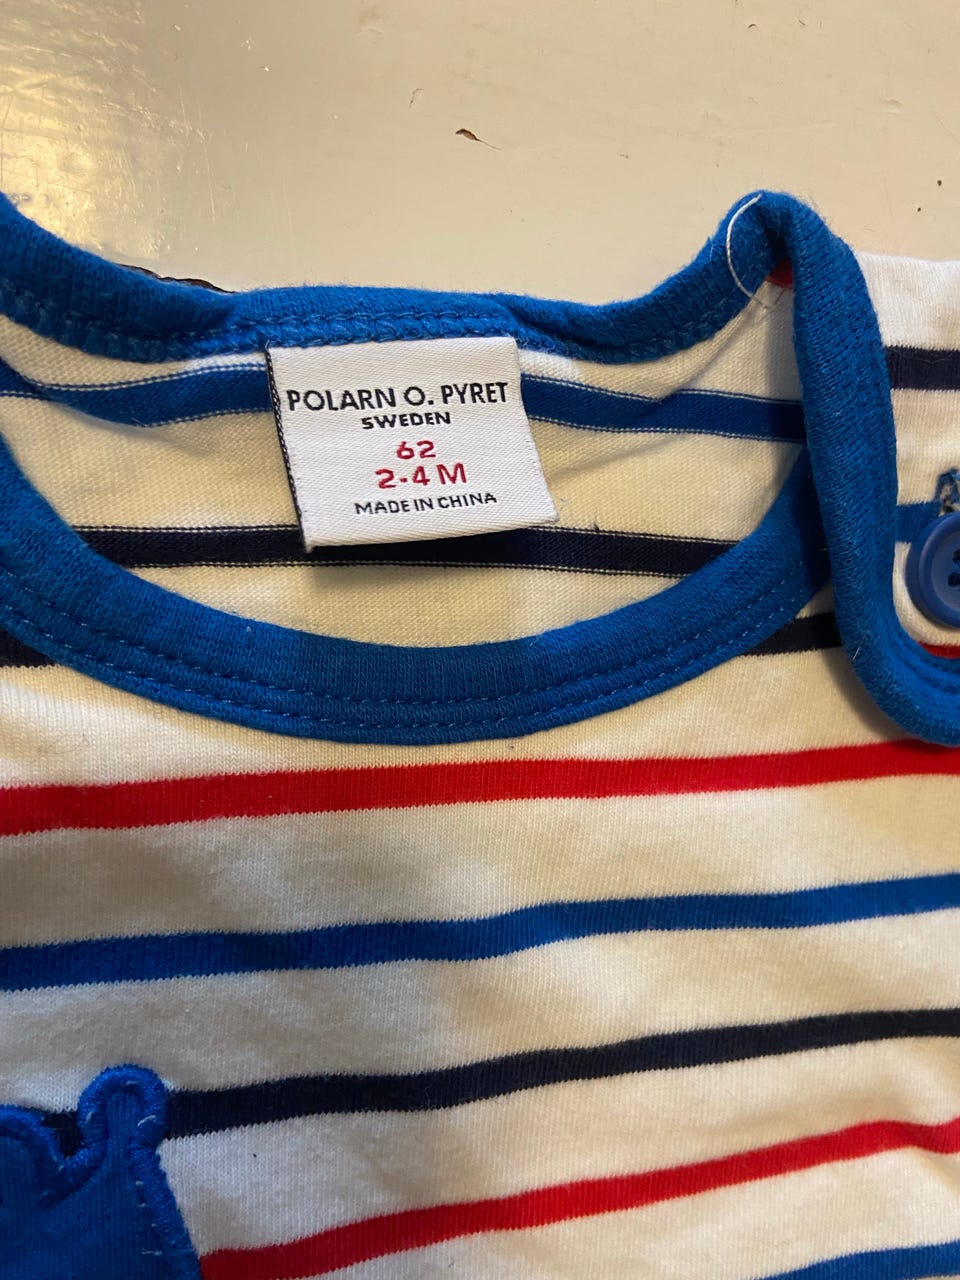 POLARN O. PYRET
SWEDEN
62
2-4 M
MADE IN CHINA